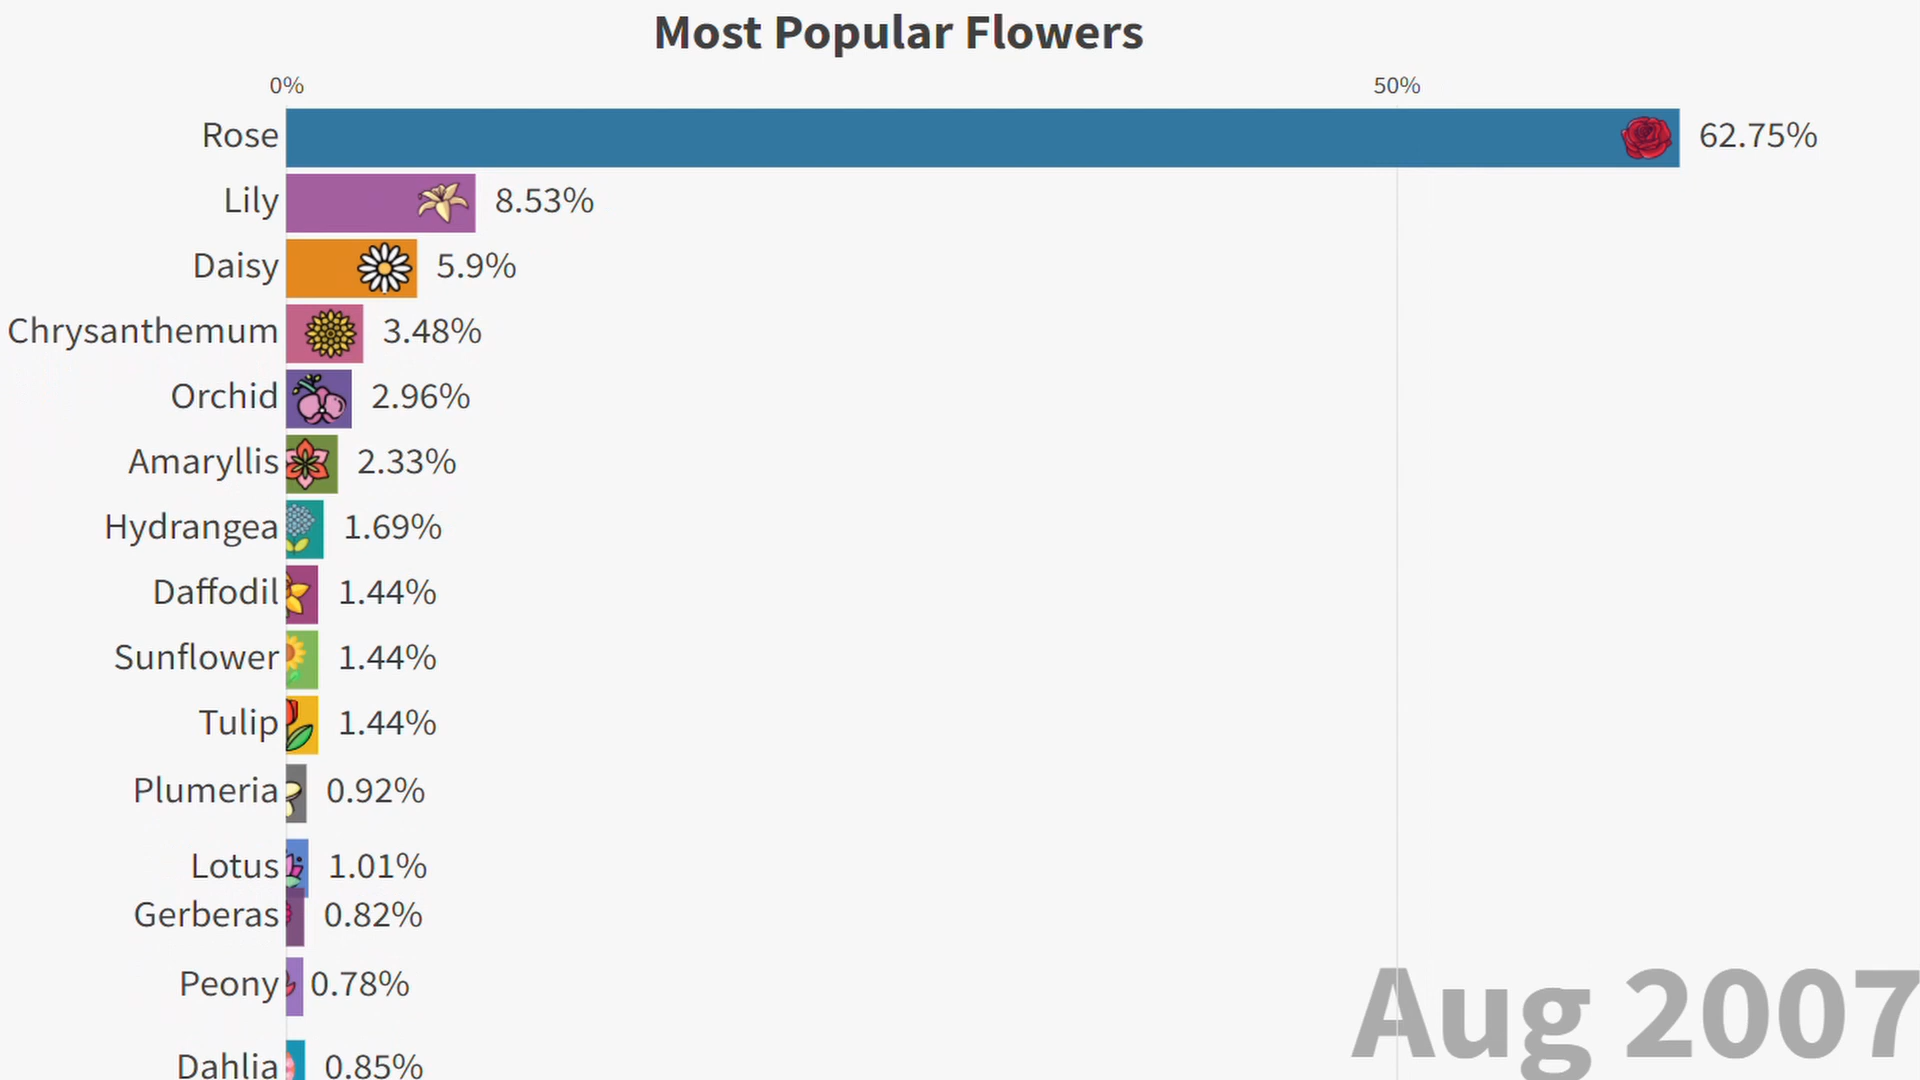 Most Popular Flowers
0% 50%
Rose 62.75%
Lily 8.53%
Daisy 5.9%
Chrysanthemum 3.48%
Orchid 2.96%
Amaryllis 2.33%
Hydrangea 1.69%
Daffodil 1.44%
Sunflower 1.44%
Tulip 1.44%
Plumeria 0.92%
Lotus 1.01%
Gerberas 0.82%
Peony 0.78%
Dahlia 0.85%
Aug 2007